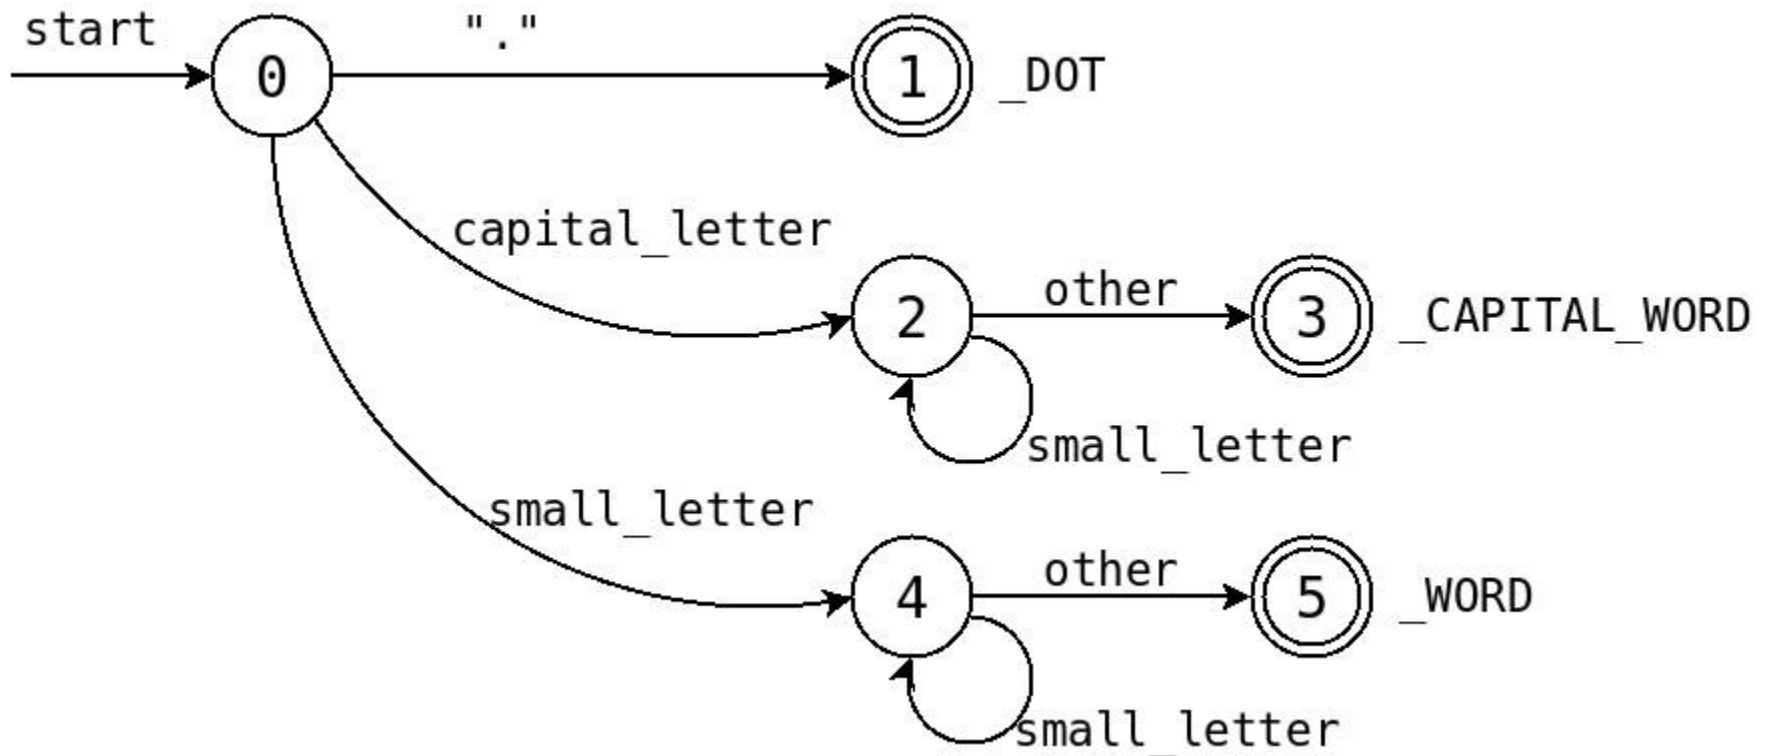 start
"."
0
1
_DOT
capital_letter
2
other
3
_CAPITAL_WORD
small_letter
small_letter
4
other
5
_WORD
small_letter